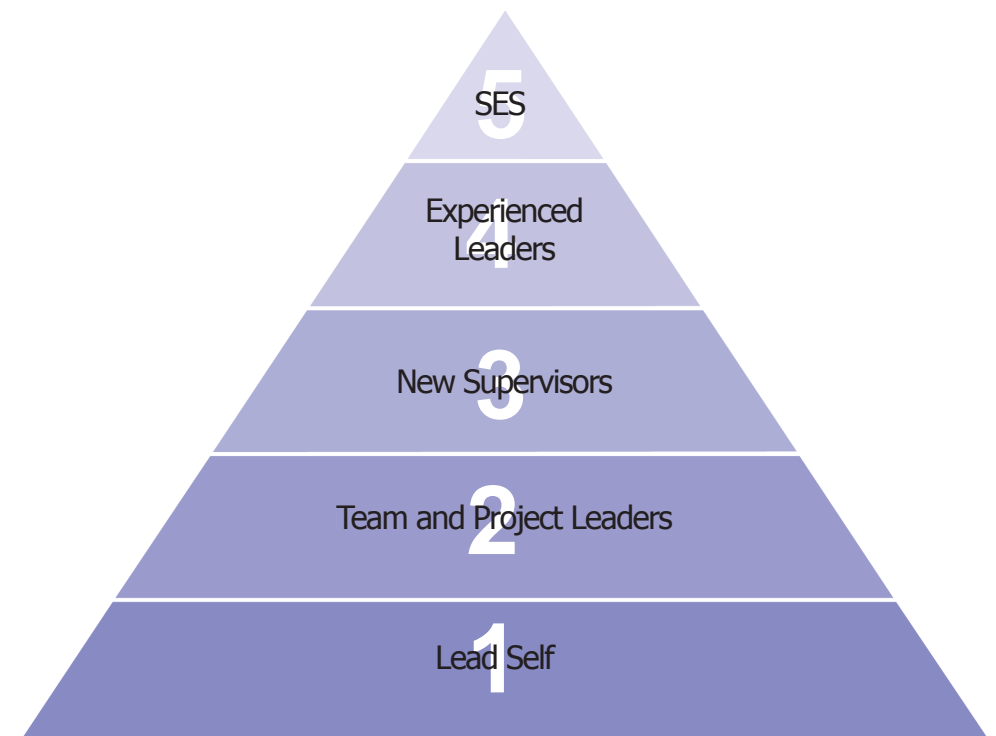 5
SES
4
Experienced
Leaders
3
New Supervisors
2
Team and Project Leaders
1
Lead Self